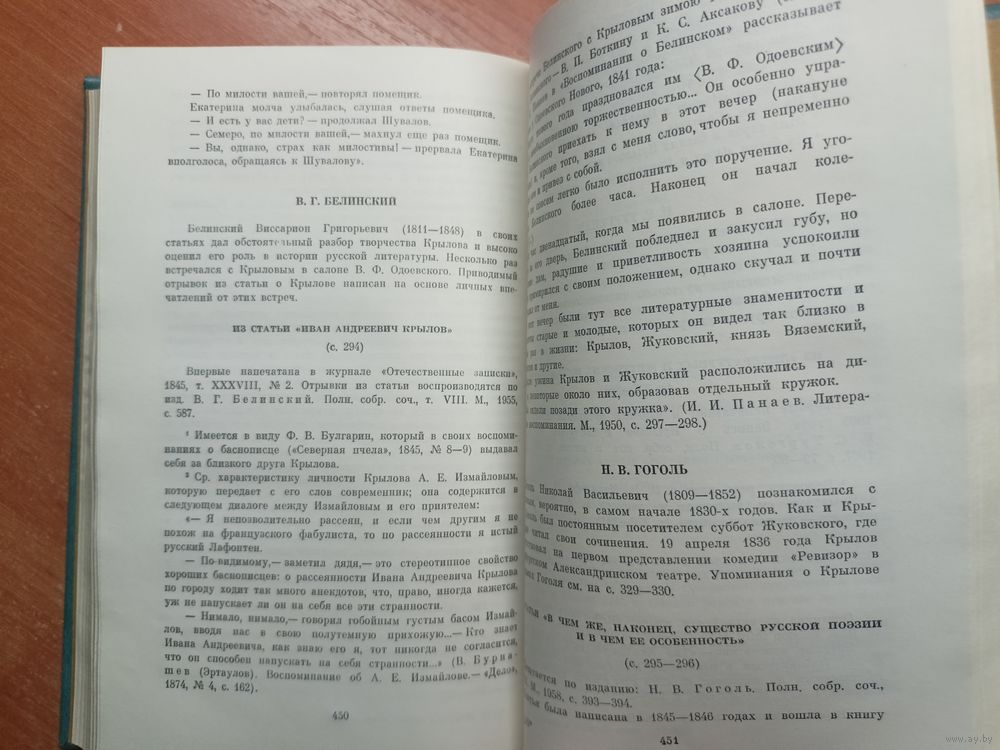 — По милости вашей,— повторял помещик.
Екатерина молча улыбалась, слушая ответы помещика.
— И есть у вас дети? — продолжал Шувалов.
— Семеро, по милости вашей,— махнул еще раз помещик.
— Вы, однако, страх как милостивы! — прервала Екатерина
вполголоса, обращаясь к Шувалову».
В. Г. БЕЛИНСКИЙ
Белинский Виссарион Григорьевич (1811—1848) в своих
статьях дал обстоятельный разбор творчества Крылова и высоко
оценил его роль в истории русской литературы. Несколько раз
встречался с Крыловым в салоне В. Ф. Одоевского. Приводимый
отрывок из статьи о Крылове написан на основе личных впе-
чатлений от этих встреч.
ИЗ СТАТЬИ «ИВАН АНДРЕЕВИЧ КРЫЛОВ»
(с. 294)
Впервые напечатана в журнале «Отечественные записки»,
1845, т. XXXVIII, № 2. Отрывки из статьи воспроизводятся по
изд. В. Г. Белинский. Полн. собр. соч., т. VIII. М., 1955,
с. 587.
¹ Имеется в виду Ф. В. Булгарин, который в своих воспоми-
наниях о баснописце («Северная пчела», 1845, № 8—9) выдавал
себя за близкого друга Крылова.
² Ср. характеристику личности Крылова А. Е. Измайловым,
которую передает с его слов современник; она содержится в
следующем диалоге между Измайловым и его приятелем:
«— Я непозволительно рассеян, и если чем другим я не
похож на французского фабулиста, то по рассеянности я истый
русский Лафонтен.
— По-видимому,— заметил дядя,— это стереотипное свойство
хороших баснописцев: о рассеянности Ивана Андреевича Крылова
по городу ходит так много анекдотов, что, право, иногда кажется,
уж не напускает ли он на себя все эти странности.
— Нимало, нимало,— говорил гобойным густым басом Измай-
лов, вводя нас в свою полутемную прихожую...— Кто знает
Ивана Андреевича, как знаю его я, тот никогда не согласится,
что он способен напускать на себя странности...» (В. Бурна-
шев (Эртаулов). Воспоминание об А. Е. Измайлове.— «Дело»,
1874, № 4, с. 162).
450
Белинского с Крыловым зимою
— В. П. Боткину и К. С. Аксакову
в «Воспоминании о Белинском» рассказывает
Нового, 1841 года:
нового года праздновался им ⟨В. Ф. Одоевским⟩
торжественностью... Он особенно упра-
приехать к нему в этот вечер (накануне
и, кроме того, взял с меня слово, чтобы я непременно
и привез с собой.
легко было исполнить это поручение. Я уго-
Белинского более часа. Наконец он начал коле-
двенадцатый, когда мы появились в салоне. Пере-
его дверь, Белинский побледнел и закусил губу, но
дам, радушие и приветливость хозяина успокоили
с своим положением, однако скучал и почти
от меня.
вечер были тут все литературные знаменитости и
старые и молодые, которых он видел так близко в
раз в жизни: Крылов, Жуковский, князь Вяземский,
и другие.
ужина Крылов и Жуковский расположились на ди-
некоторые около них, образовав отдельный кружок.
позади этого кружка». (И. И. Панаев. Литера-
воспоминания. М., 1950, с. 297—298.)
Н. В. ГОГОЛЬ
Николай Васильевич (1809—1852) познакомился с
вероятно, в самом начале 1830-х годов. Как и Кры-
был постоянным посетителем суббот Жуковского, где
читал свои сочинения. 19 апреля 1836 года Крылов
на первом представлении комедии «Ревизор» в
Александринском театре. Упоминания о Крылове
Гоголя см. на с. 329—330.
«В ЧЕМ ЖЕ, НАКОНЕЦ, СУЩЕСТВО РУССКОЙ ПОЭЗИИ
И В ЧЕМ ЕЕ ОСОБЕННОСТЬ»
(с. 295—296)
по изданию: Н. В. Гоголь. Полн. собр. соч.,
М., 1958, с. 393—394.
была написана в 1845—1846 годах и вошла в книгу
451
www.ay.by